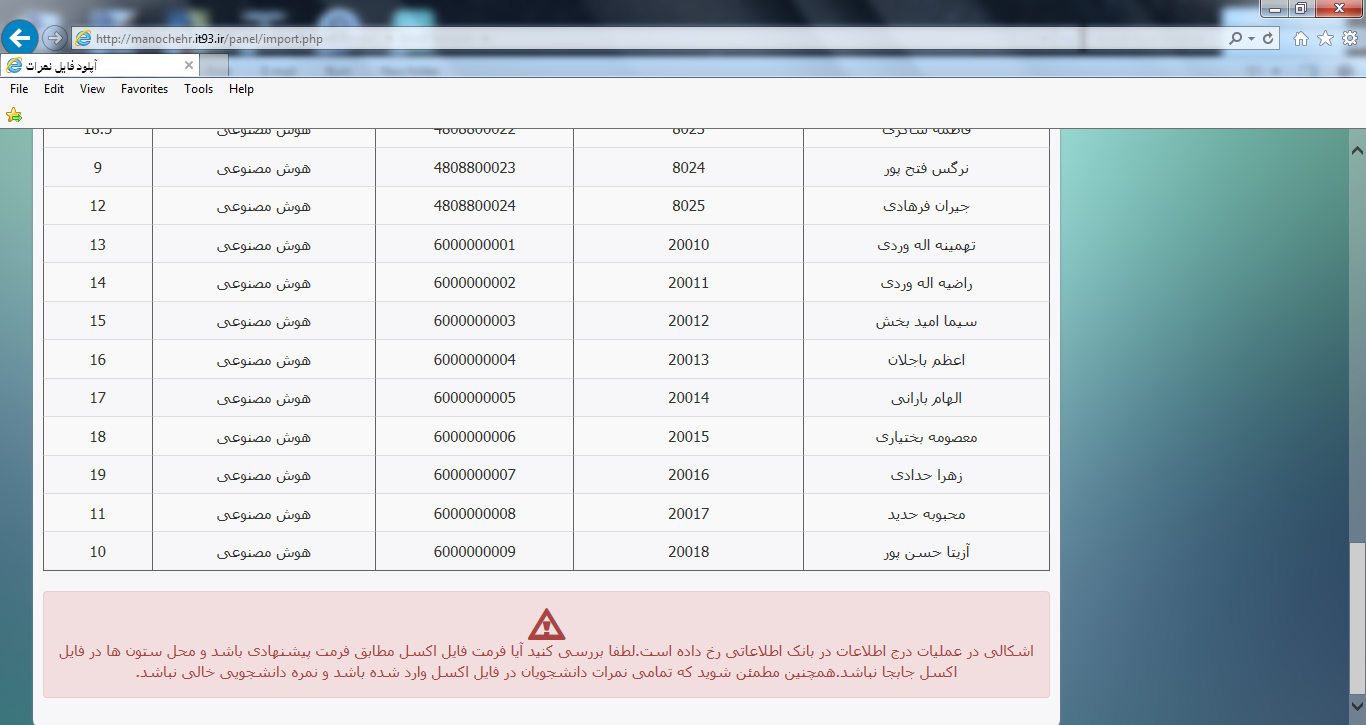 http://manochehr.it93.ir/panel/import.php
آپلود فایل نمرات
File Edit View Favorites Tools Help
فاطمه شاکری 8023 4808800022 هوش مصنوعی 18.5
نرگس فتح پور 8024 4808800023 هوش مصنوعی 9
جیران فرهادی 8025 4808800024 هوش مصنوعی 12
تهمینه اله وردی 20010 6000000001 هوش مصنوعی 13
راضیه اله وردی 20011 6000000002 هوش مصنوعی 14
سیما امید بخش 20012 6000000003 هوش مصنوعی 15
اعظم باجلان 20013 6000000004 هوش مصنوعی 16
الهام بارانی 20014 6000000005 هوش مصنوعی 17
معصومه بختیاری 20015 6000000006 هوش مصنوعی 18
زهرا حدادی 20016 6000000007 هوش مصنوعی 19
محبوبه حدید 20017 6000000008 هوش مصنوعی 11
آزیتا حسن پور 20018 6000000009 هوش مصنوعی 10
اشکالی در عملیات درج اطلاعات در بانک اطلاعاتی رخ داده است.لطفا بررسی کنید آیا فرمت فایل اکسل مطابق فرمت پیشنهادی باشد و محل ستون ها در فایل
اکسل جابجا نباشد.همچنین مطمئن شوید که تمامی نمرات دانشجویان در فایل اکسل وارد شده باشد و نمره دانشجویی خالی نباشد.